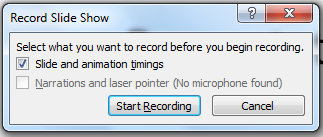 Record Slide Show
Select what you want to record before you begin recording.
Slide and animation timings
Narrations and laser pointer (No microphone found)
Start Recording
Cancel